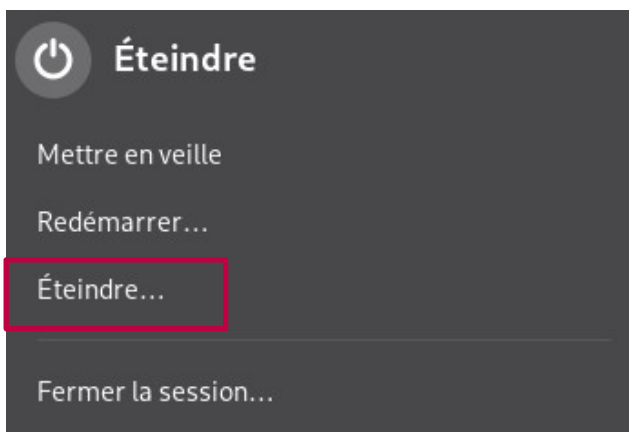 Éteindre
Mettre en veille
Redémarrer...
Éteindre...
Fermer la session...